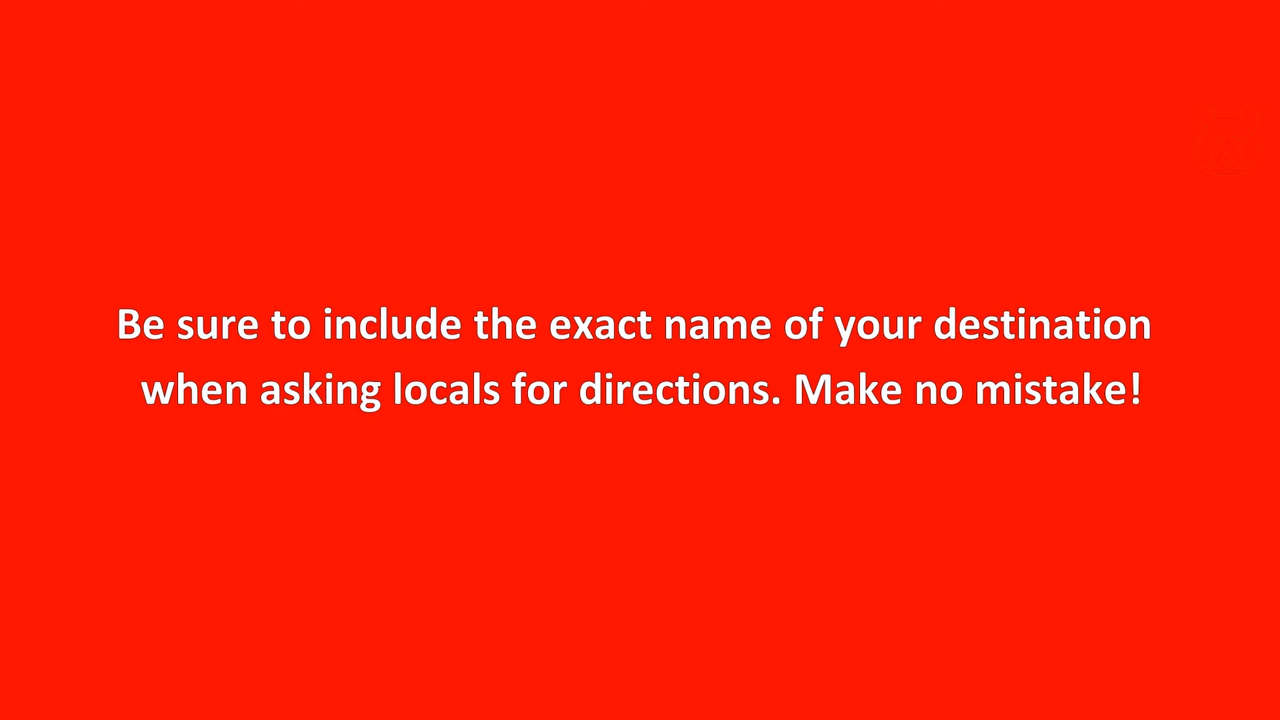 Be sure to include the exact name of your destination
when asking locals for directions. Make no mistake!